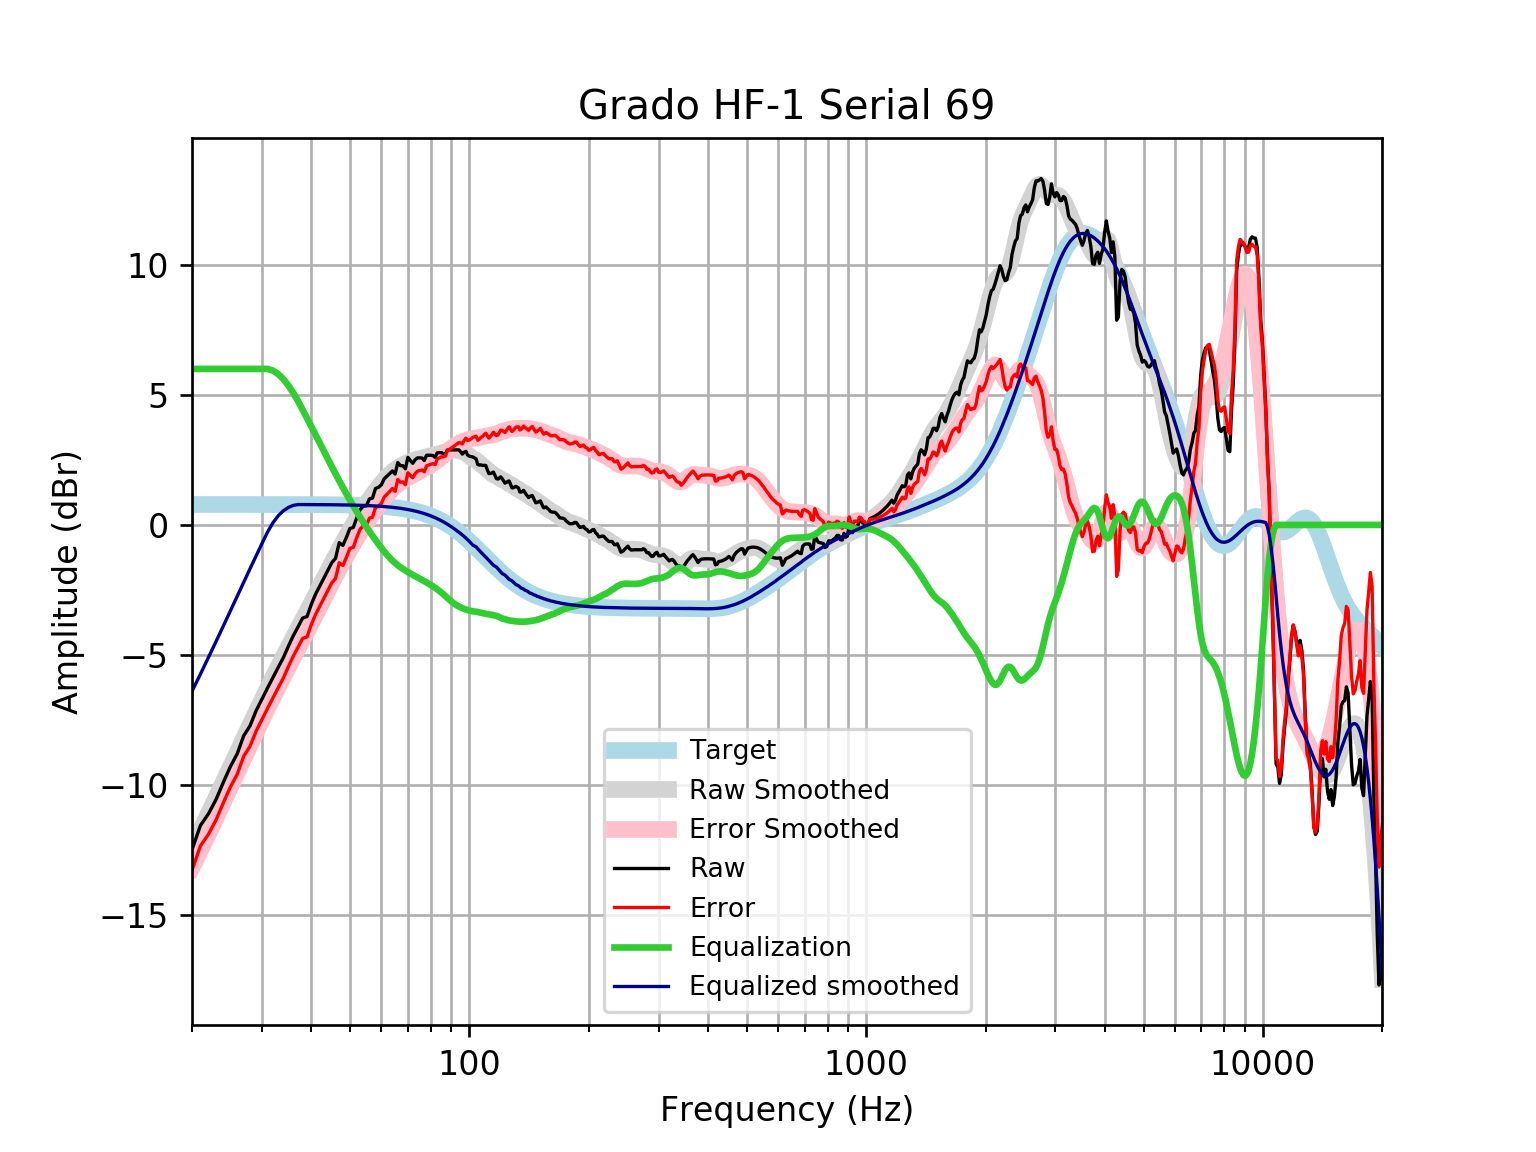 Grado HF-1 Serial 69
Amplitude (dBr)
10
5
0
−5
−10
−15
Target
Raw Smoothed
Error Smoothed
Raw
Error
Equalization
Equalized smoothed
100 1000 10000
Frequency (Hz)